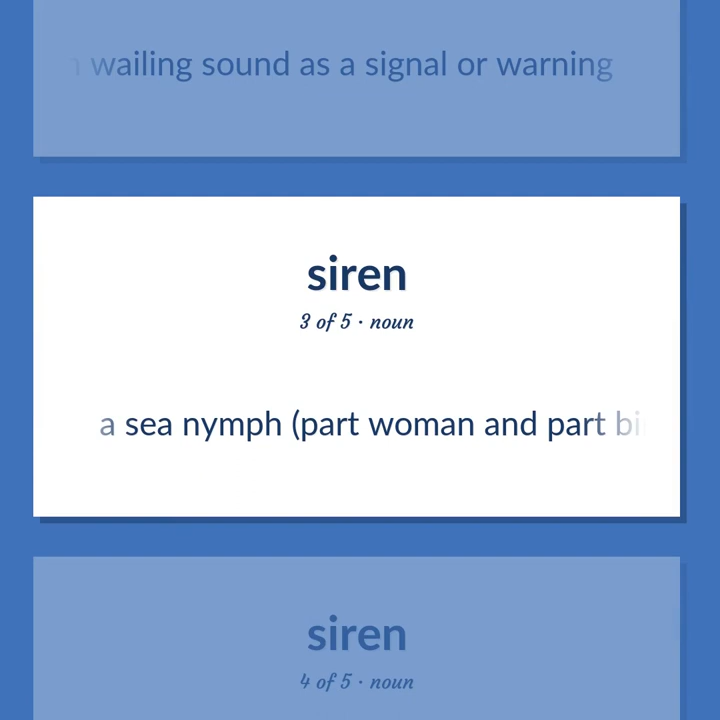 wailing sound as a signal or warning
siren
3 of 5 · noun
a sea nymph (part woman and part
siren
4 of 5 · noun